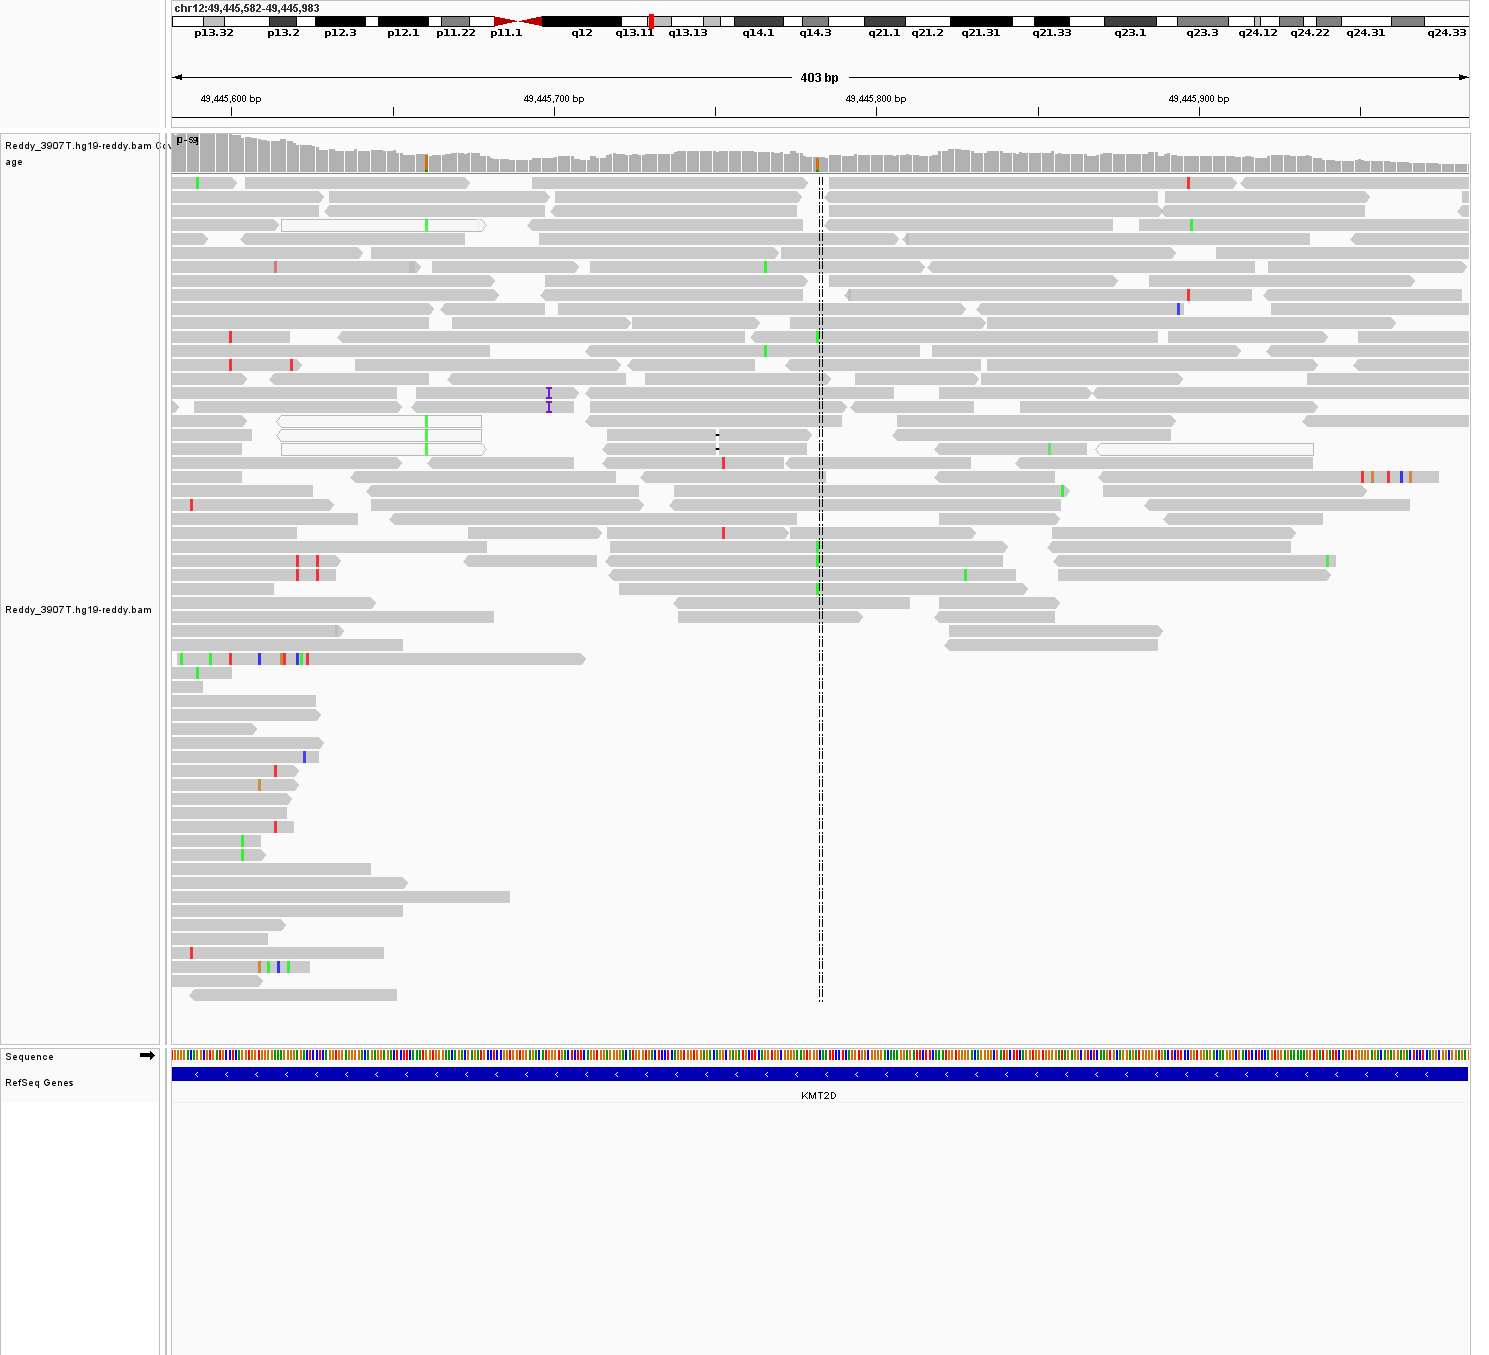 chr12:49,445,582-49,445,983
p13.32 p13.2 p12.3 p12.1 p11.22 p11.1 q12 q13.11 q13.13 q14.1 q14.3 q21.1 q21.2 q21.31 q21.33 q23.1 q23.3 q24.12 q24.22 q24.31 q24.33
403 bp
49,445,600 bp 49,445,700 bp 49,445,800 bp 49,445,900 bp
Reddy_3907T.hg19-reddy.bam Cov
age
Reddy_3907T.hg19-reddy.bam
Sequence
RefSeq Genes
KMT2D